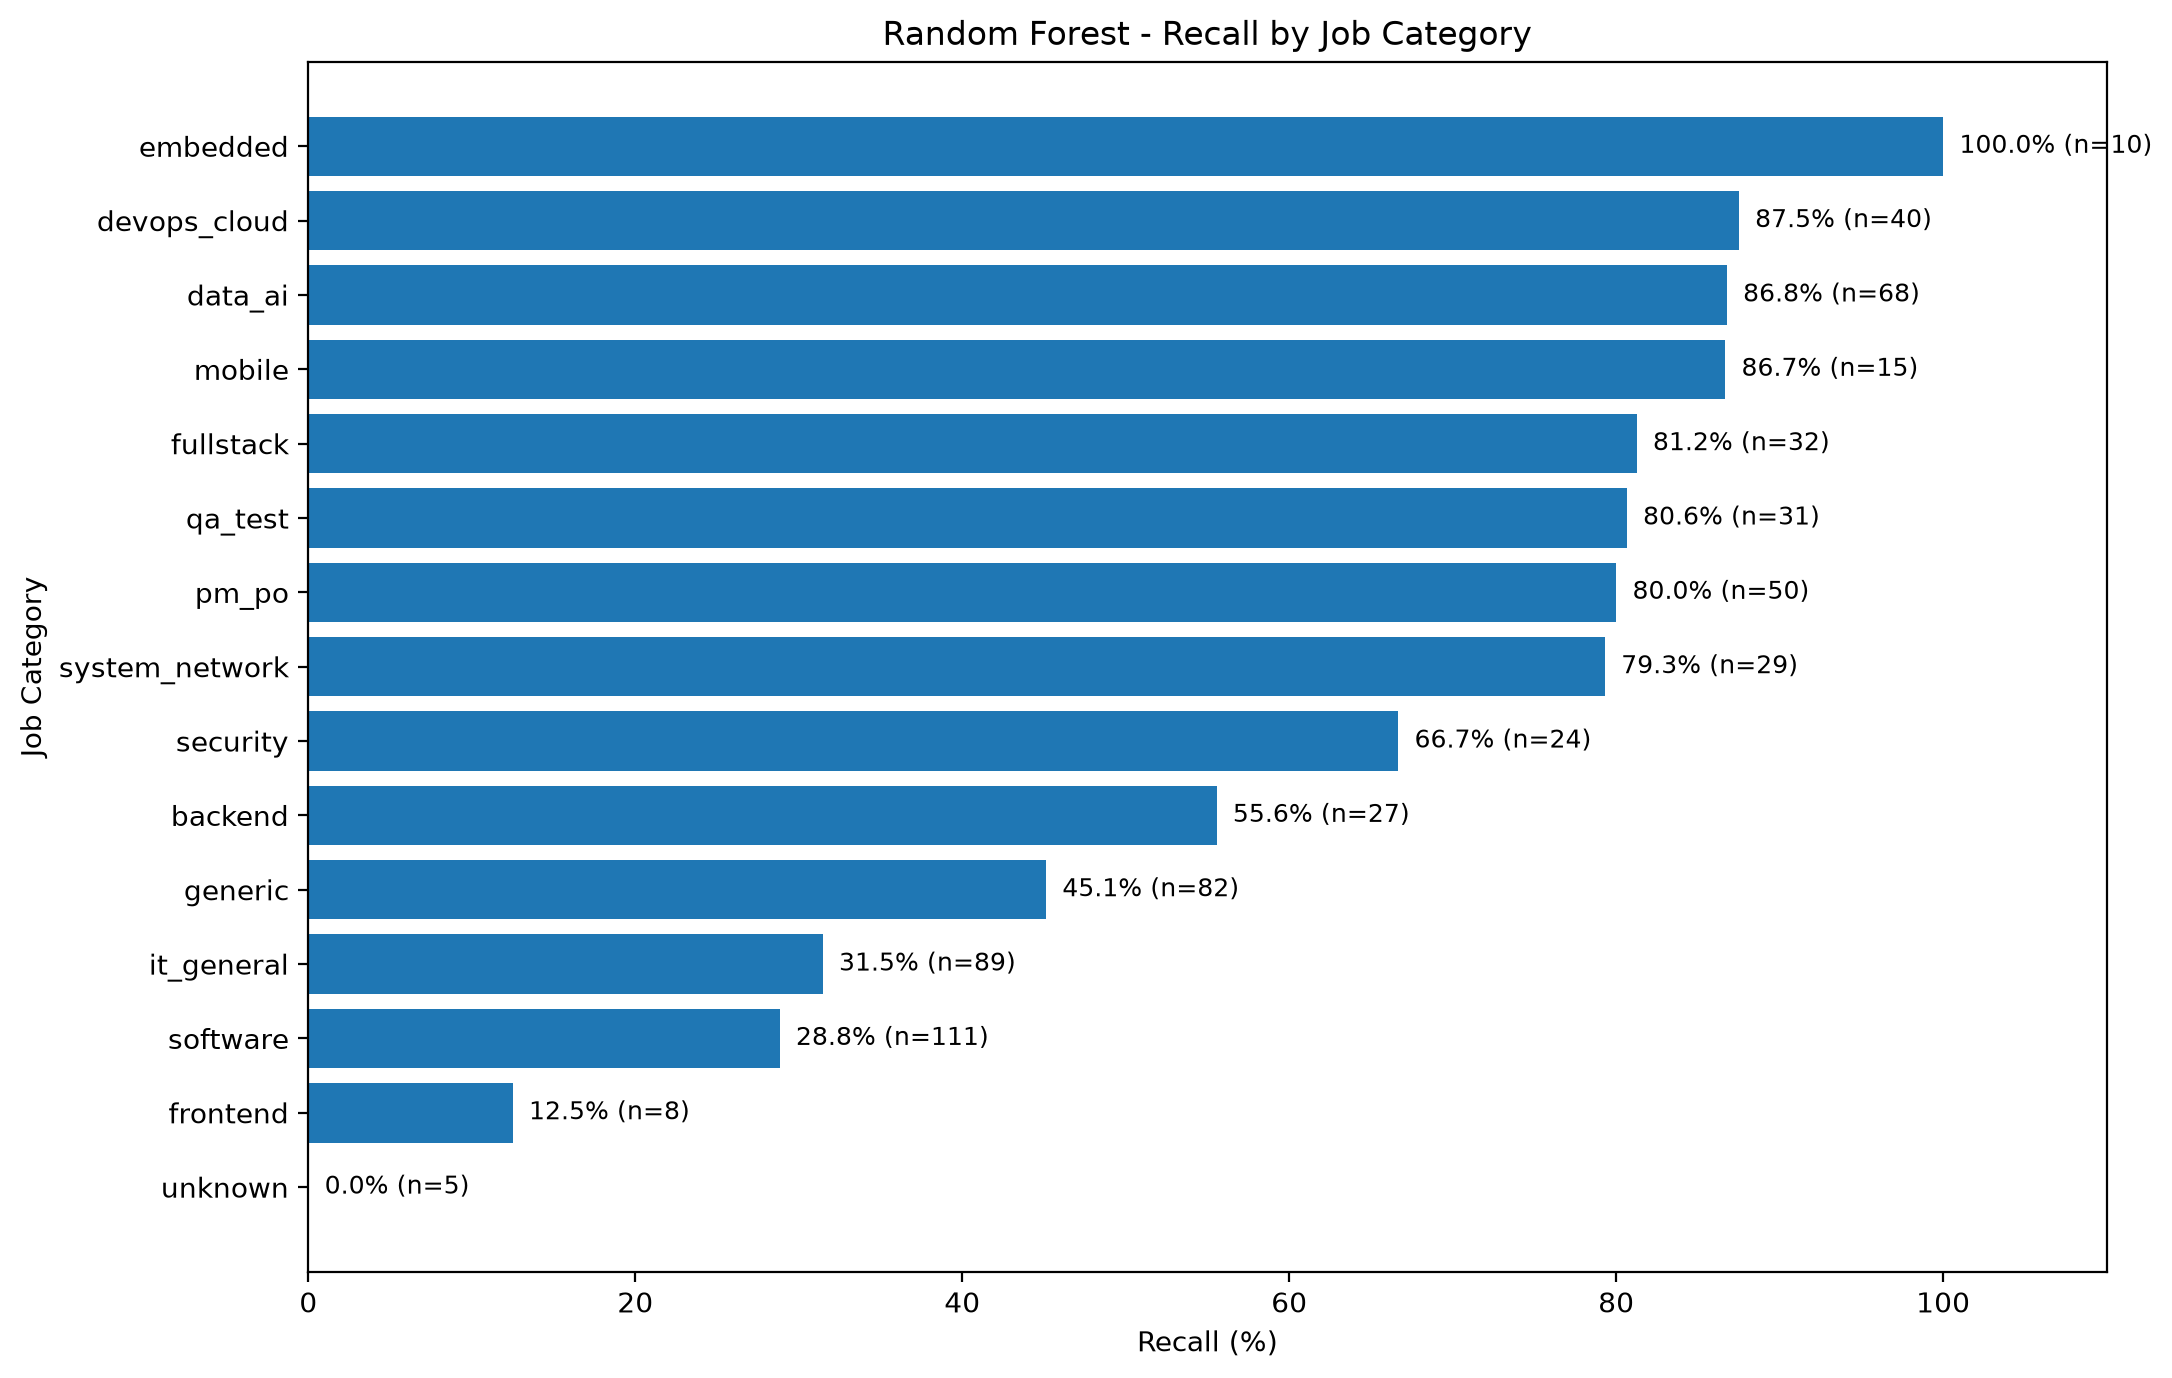 Random Forest - Recall by Job Category
Job Category
embedded 100.0% (n=10)
devops_cloud 87.5% (n=40)
data_ai 86.8% (n=68)
mobile 86.7% (n=15)
fullstack 81.2% (n=32)
qa_test 80.6% (n=31)
pm_po 80.0% (n=50)
system_network 79.3% (n=29)
security 66.7% (n=24)
backend 55.6% (n=27)
generic 45.1% (n=82)
it_general 31.5% (n=89)
software 28.8% (n=111)
frontend 12.5% (n=8)
unknown 0.0% (n=5)
0 20 40 60 80 100
Recall (%)